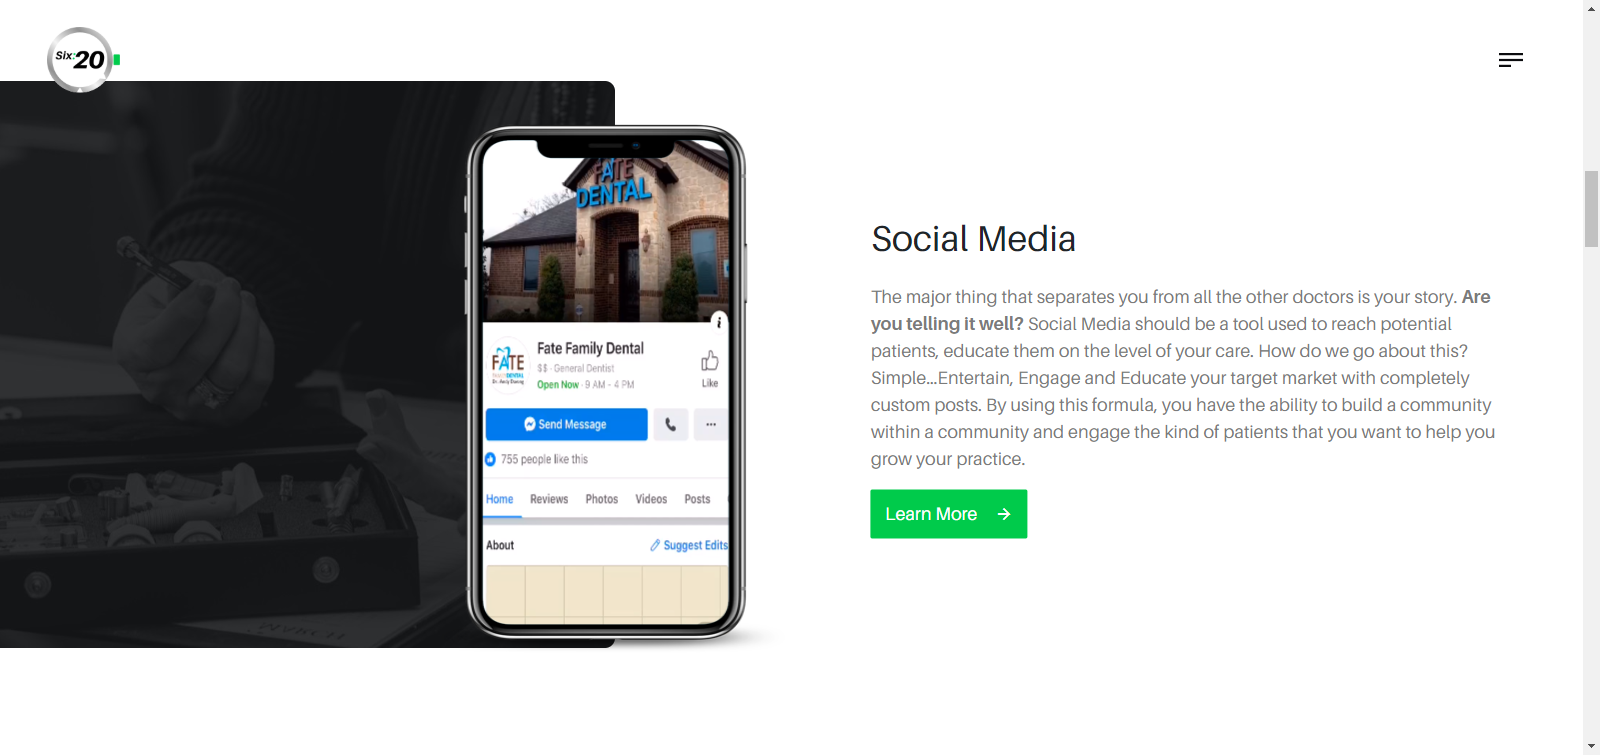 Six:20
FATE
DENTAL
FATE
DENTAL
Dr. Andy Dang
Fate Family Dental
$$ · General Dentist
Open Now · 9 AM - 4 PM
Like
Send Message
755 people like this
Home Reviews Photos Videos Posts
About
Suggest Edits
Social Media
The major thing that separates you from all the other doctors is your story. Are
you telling it well? Social Media should be a tool used to reach potential
patients, educate them on the level of your care. How do we go about this?
Simple...Entertain, Engage and Educate your target market with completely
custom posts. By using this formula, you have the ability to build a community
within a community and engage the kind of patients that you want to help you
grow your practice.
Learn More